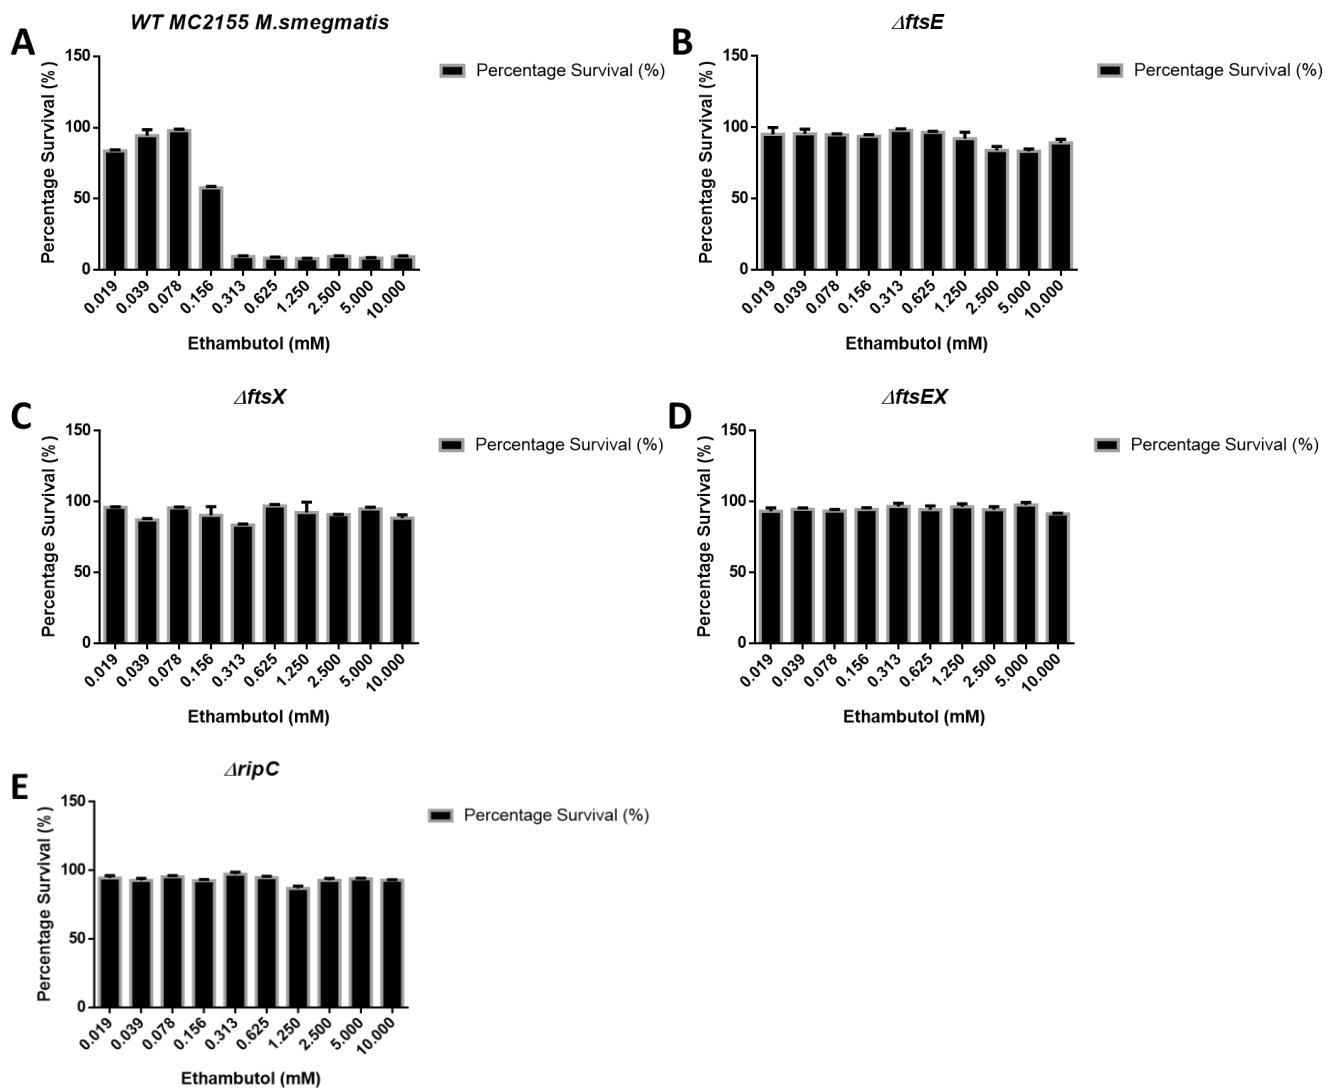 A
WT MC2155 M.smegmatis
Percentage Survival (%)
150
100
50
0
Percentage Survival (%)
0.019 0.039 0.078 0.156 0.313 0.625 1.250 2.500 5.000 10.000
Ethambutol (mM)
B
ΔftsE
Percentage Survival (%)
150
100
50
0
Percentage Survival (%)
0.019 0.039 0.078 0.156 0.313 0.625 1.250 2.500 5.000 10.000
Ethambutol (mM)
C
ΔftsX
Percentage Survival (%)
150
100
50
0
Percentage Survival (%)
0.019 0.039 0.078 0.156 0.313 0.625 1.250 2.500 5.000 10.000
Ethambutol (mM)
D
ΔftsEX
Percentage Survival (%)
150
100
50
0
Percentage Survival (%)
0.019 0.039 0.078 0.156 0.313 0.625 1.250 2.500 5.000 10.000
Ethambutol (mM)
E
ΔripC
Percentage Survival (%)
150
100
50
0
Percentage Survival (%)
0.019 0.039 0.078 0.156 0.313 0.625 1.250 2.500 5.000 10.000
Ethambutol (mM)